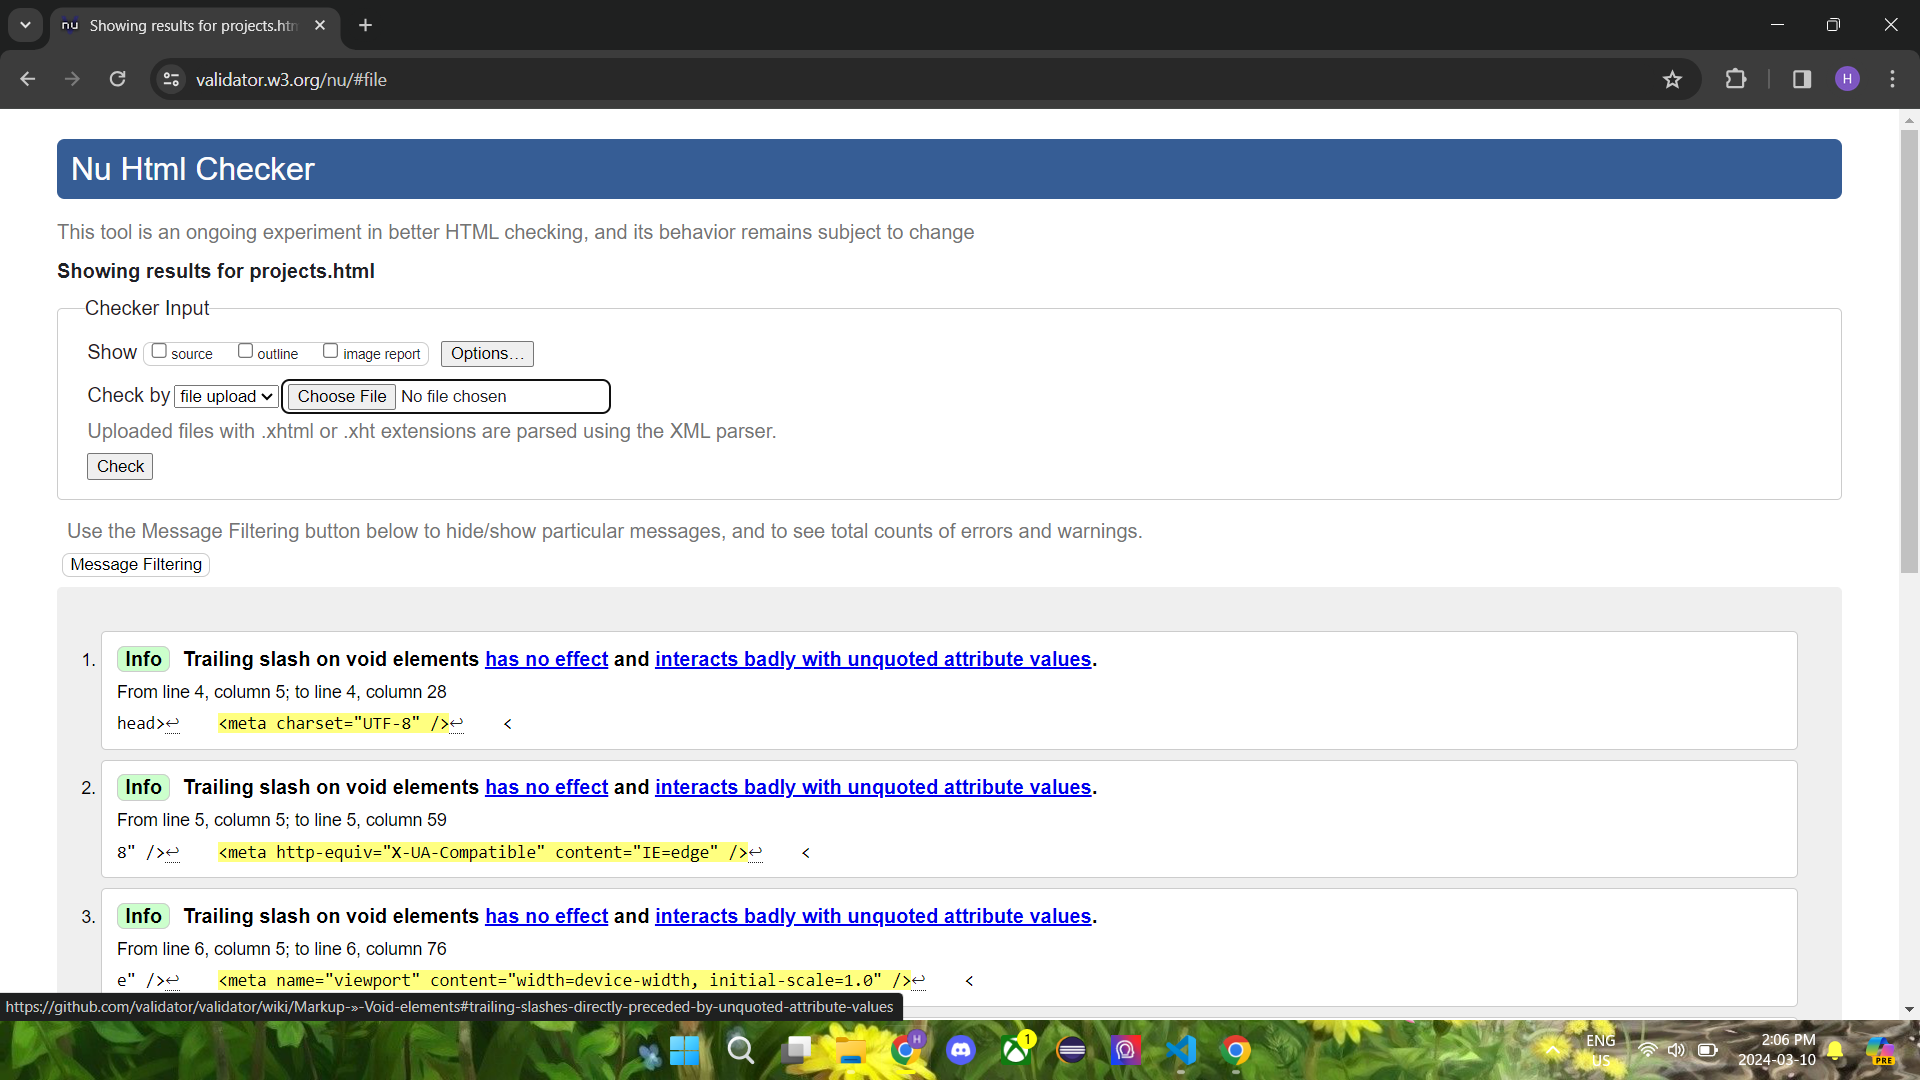 nu Showing results for projects.htm
validator.w3.org/nu/#file
H
Nu Html Checker
This tool is an ongoing experiment in better HTML checking, and its behavior remains subject to change
Showing results for projects.html
Checker Input
Show source outline image report Options…
Check by file upload Choose File No file chosen
Uploaded files with .xhtml or .xht extensions are parsed using the XML parser.
Check
Use the Message Filtering button below to hide/show particular messages, and to see total counts of errors and warnings.
Message Filtering
1. Info Trailing slash on void elements has no effect and interacts badly with unquoted attribute values.
From line 4, column 5; to line 4, column 28
head>↩ <meta charset="UTF-8" />↩ <
2. Info Trailing slash on void elements has no effect and interacts badly with unquoted attribute values.
From line 5, column 5; to line 5, column 59
8" />↩ <meta http-equiv="X-UA-Compatible" content="IE=edge" />↩ <
3. Info Trailing slash on void elements has no effect and interacts badly with unquoted attribute values.
From line 6, column 5; to line 6, column 76
e" />↩ <meta name="viewport" content="width=device-width, initial-scale=1.0" />↩ <
https://github.com/validator/validator/wiki/Markup-»-Void-elements#trailing-slashes-directly-preceded-by-unquoted-attribute-values
H
1
ENG
US
2:06 PM
2024-03-10
PRE